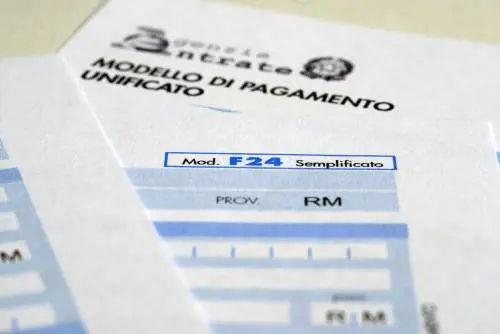 Agenzia
Entrate
MODELLO DI PAGAMENTO
UNIFICATO
Mod. F24 Semplificato
PROV. RM
M
M